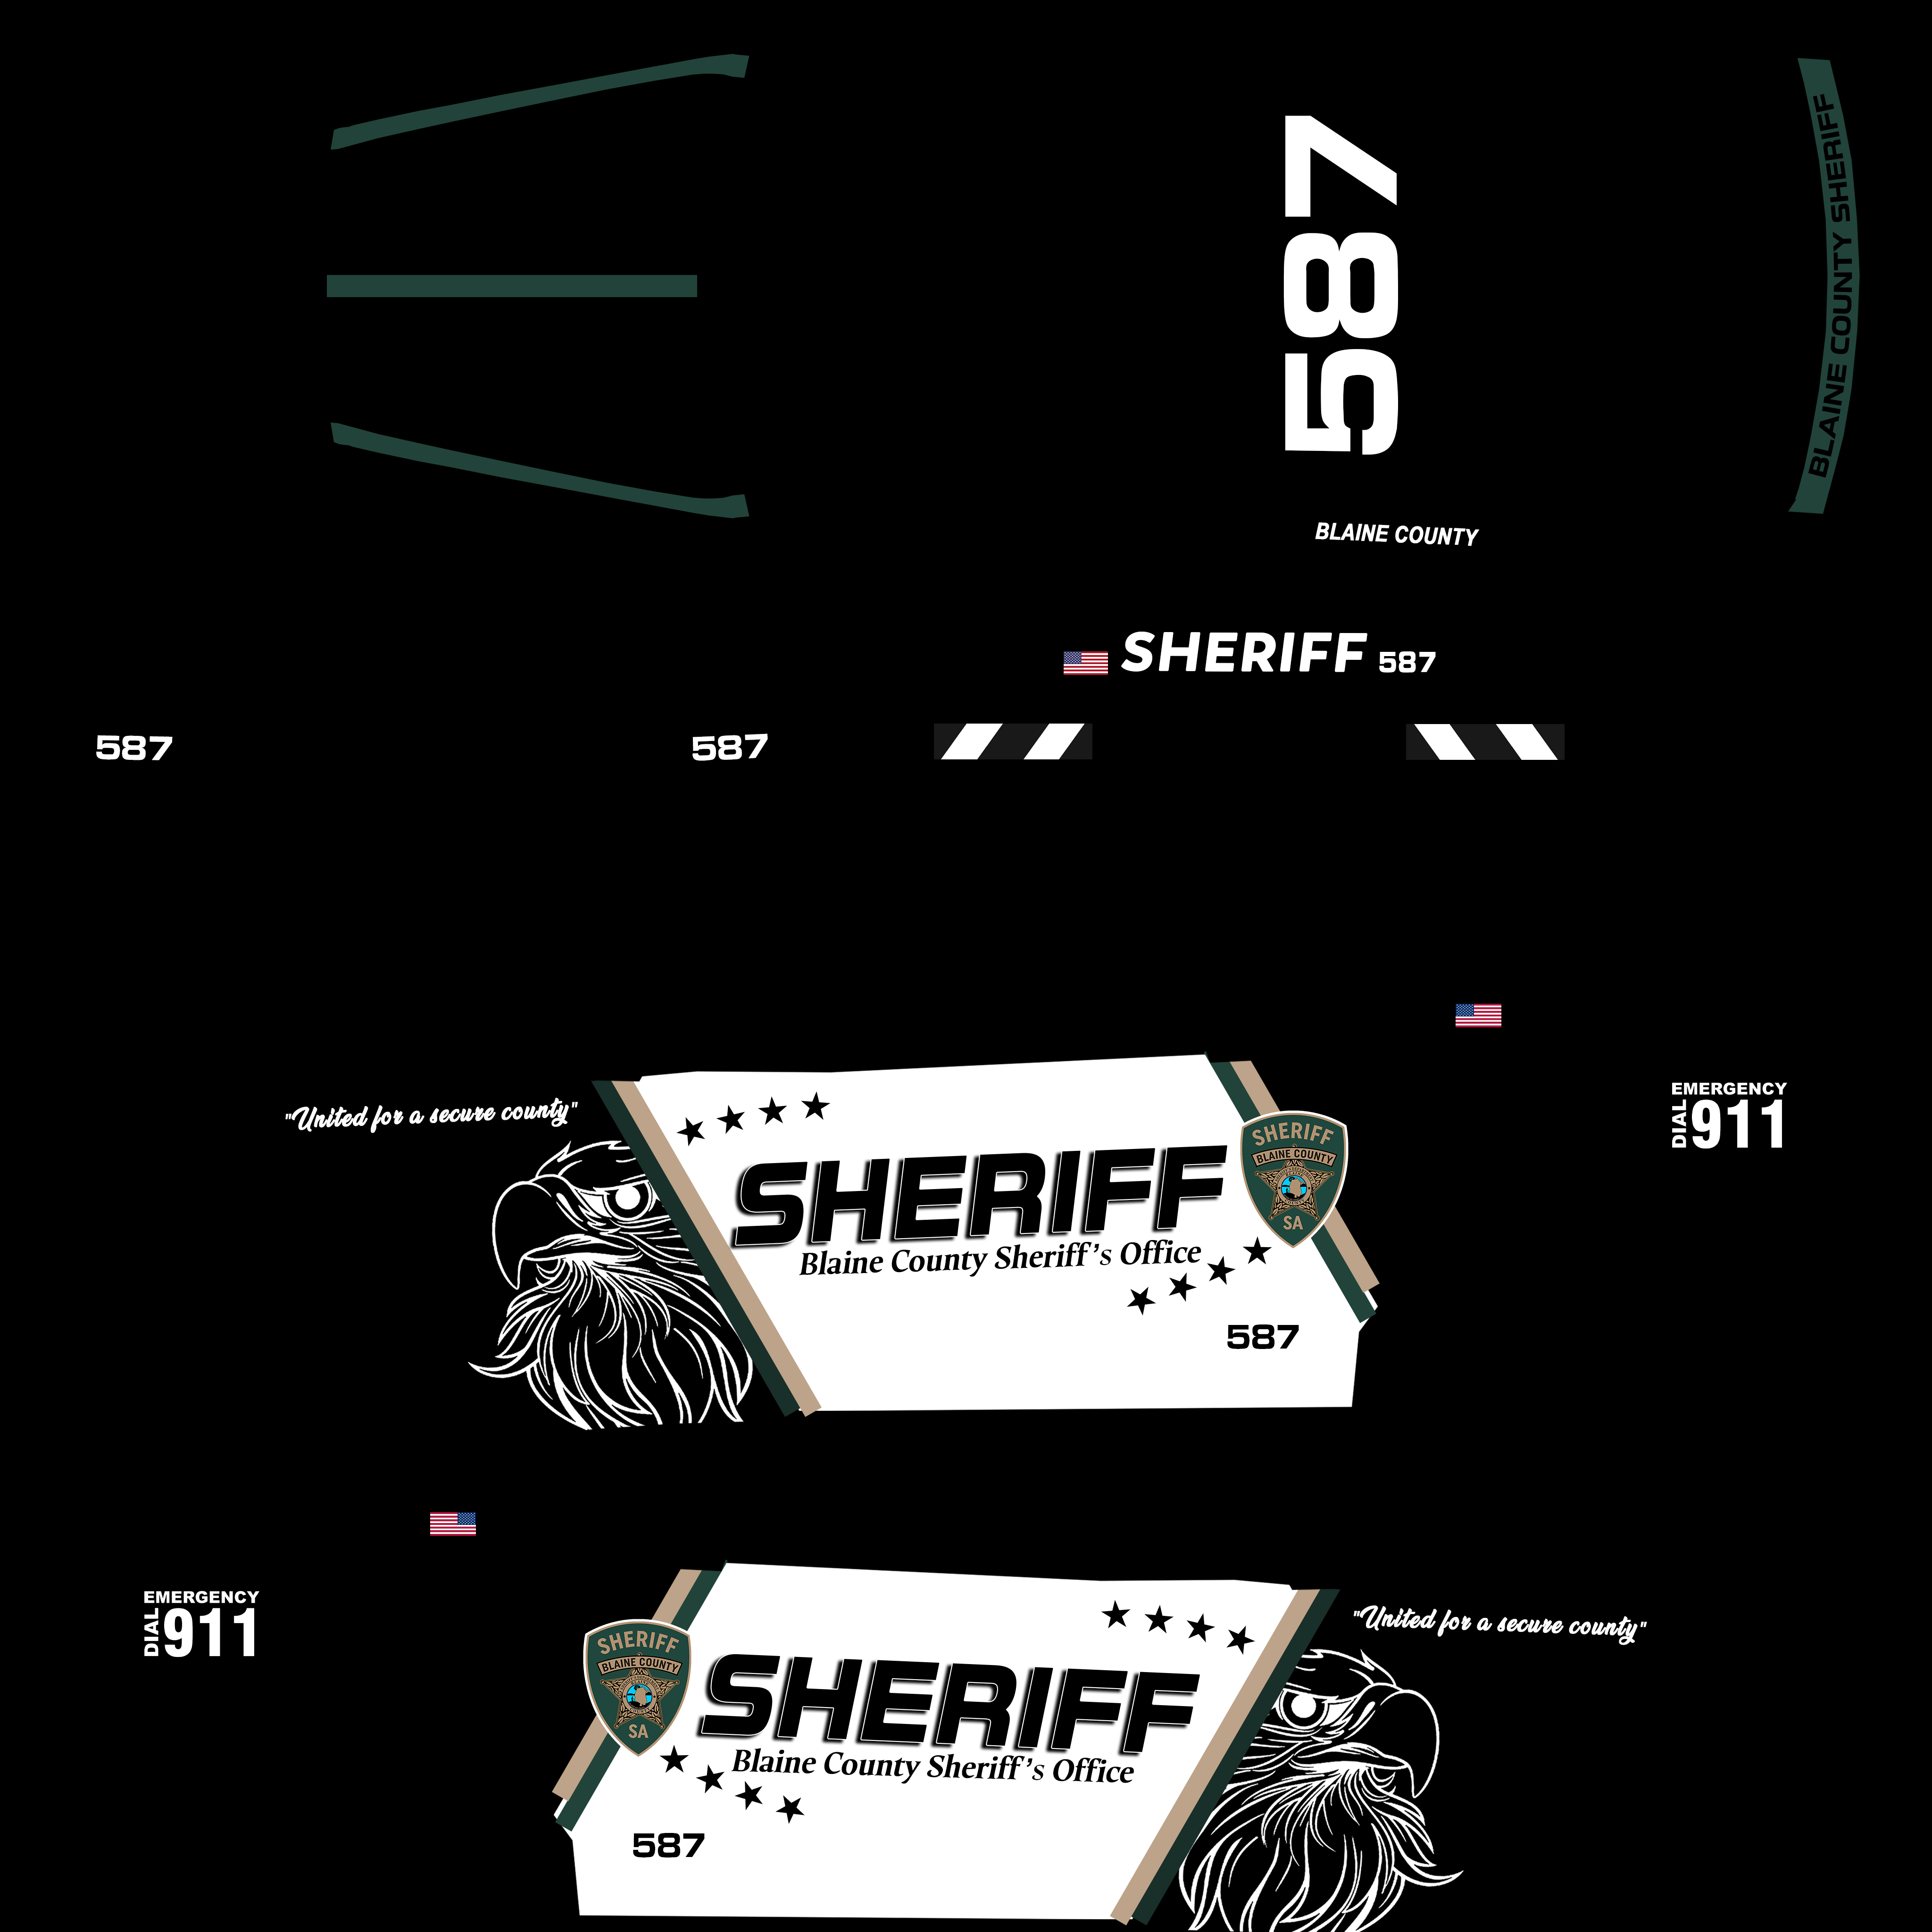 587
BLAINE COUNTY SHERIFF
BLAINE COUNTY
SHERIFF 587
587
587
"United for a secure county"
SHERIFF
Blaine County Sheriff's Office
587
SHERIFF
BLAINE COUNTY
SA
EMERGENCY
DIAL 911
EMERGENCY
DIAL 911
SHERIFF
BLAINE COUNTY
SA
SHERIFF
Blaine County Sheriff's Office
587
"United for a secure county"